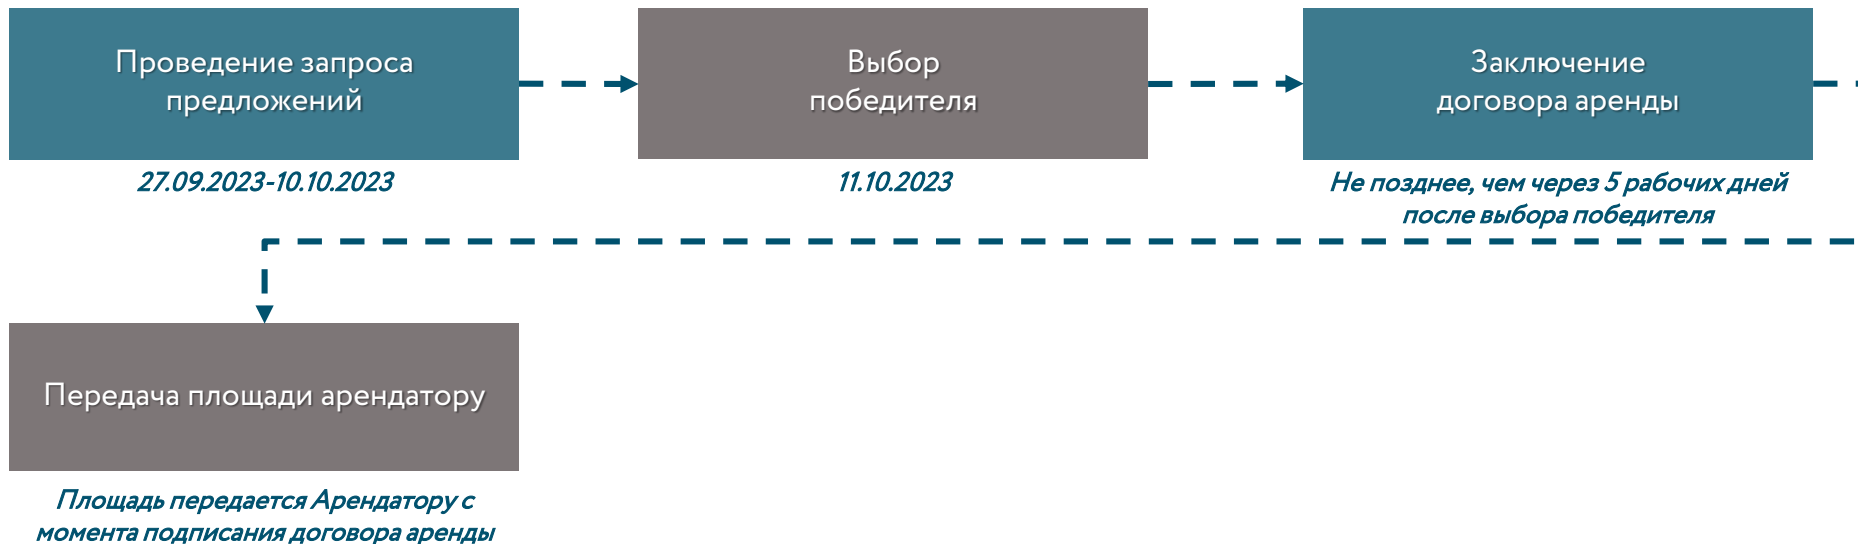 Проведение запроса
предложений
27.09.2023-10.10.2023
Выбор
победителя
11.10.2023
Заключение
договора аренды
Не позднее, чем через 5 рабочих дней
после выбора победителя
Передача площади арендатору
Площадь передается Арендатору с
момента подписания договора аренды